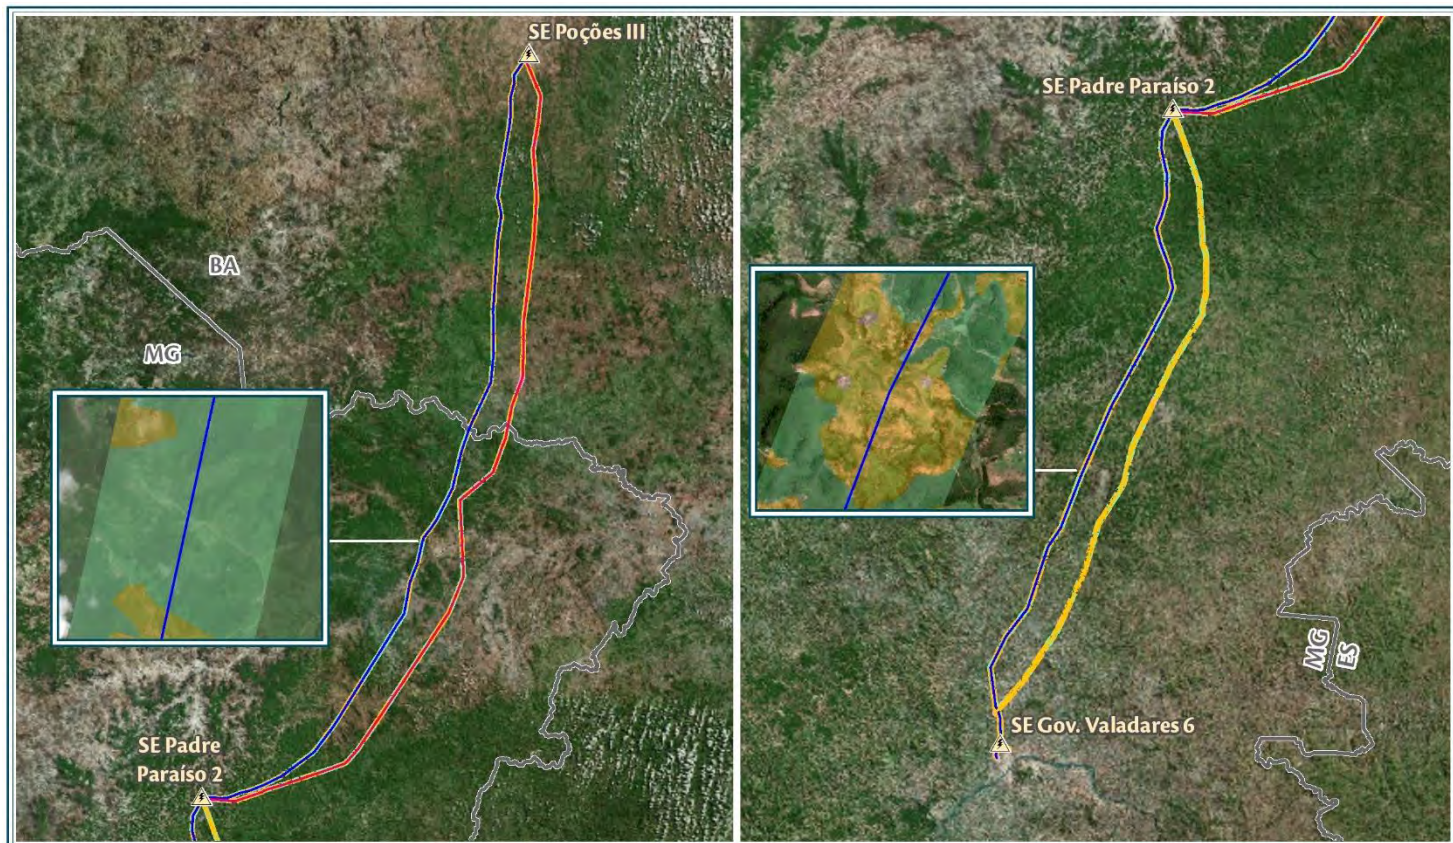 SE Poções III
BA
MG
SE Padre
Paraíso 2
SE Padre Paraíso 2
MG
ES
SE Gov. Valadares 6